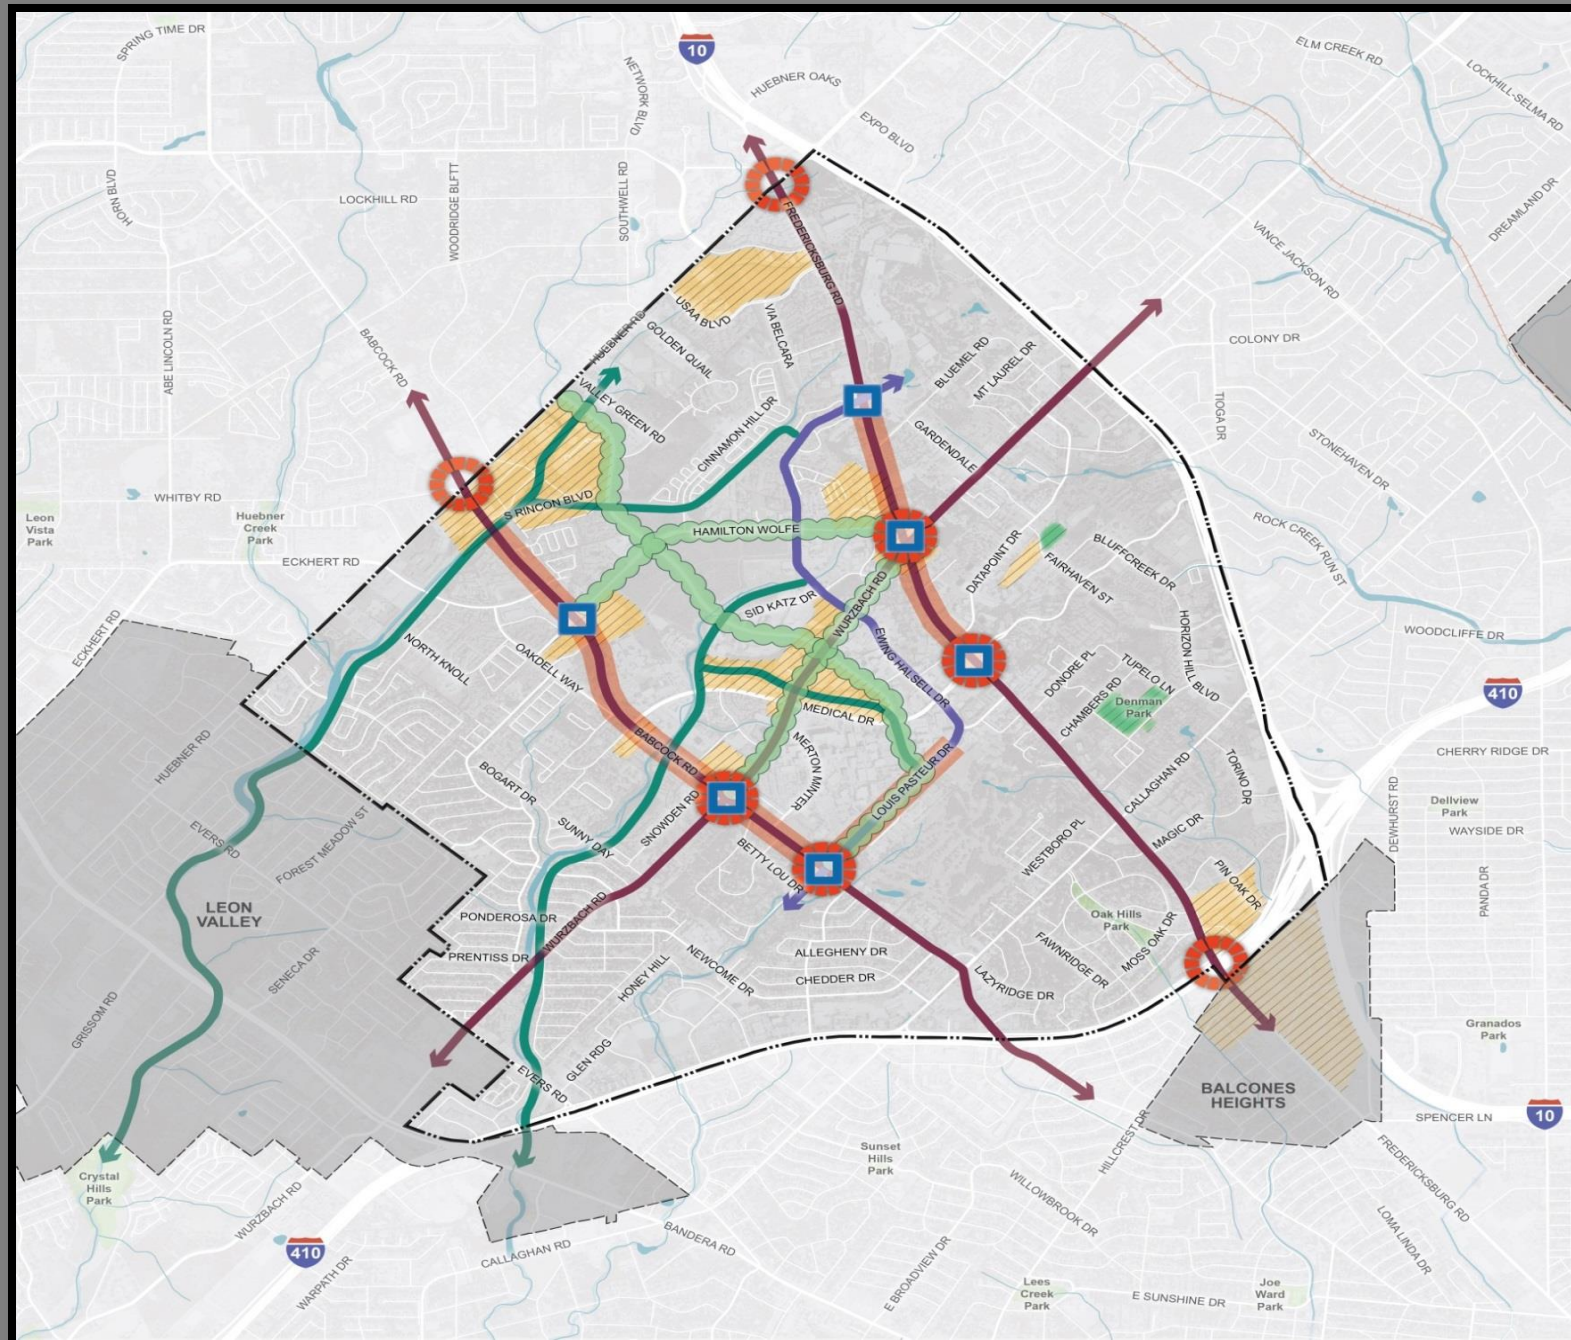 SPRING TIME DR
10
NETWORK BLVD
HUEBNER OAKS
EXPO BLVD
ELM CREEK RD
LOCKHILL-SELMA RD
HORN BLVD
LOCKHILL RD
WOODRIDGE BLFTT
SOUTHWELL RD
DREAMLAND DR
VANCE JACKSON RD
FREDERICKSBURG RD
ABE LINCOLN RD
BABCOCK RD
USAA BLVD
HUEBNER RD
GOLDEN QUAIL
VIA BELCARA
VALLEY GREEN RD
CINNAMON HILL DR
BLUEMEL RD
MT LAUREL DR
COLONY DR
TIOGA DR
GARDENDALE
STONEHAVEN DR
WHITBY RD
Leon
Vista
Park
Huebner
Creek
Park
S RINCON BLVD
HAMILTON WOLFE
ECKHERT RD
DATAPOINT DR
FAIRHAVEN ST
BLUFFCREEK DR
ROCK CREEK RUN ST
ECKHERT RD
SID KATZ DR
WURZBACH RD
EWING HALSELL DR
HORIZON HILL BLVD
WOODCLIFFE DR
NORTH KNOLL
OAKDELL WAY
DONORE PL
TUPELO LN
CHAMBERS RD
Denman
Park
410
MEDICAL DR
HUEBNER RD
BABCOCK RD
MERTON MINTER
LOUIS PASTEUR DR
CALLAGHAN RD
TORINO DR
CHERRY RIDGE DR
BOGART DR
SNOWDEN RD
SUNNY DAY
DEWHURST RD
Dellview
Park
WAYSIDE DR
EVERS RD
FOREST MEADOW ST
BETTY LOU DR
WESTBORO PL
MAGIC DR
PIN OAK DR
PANDA DR
LEON
VALLEY
PONDEROSA DR
WURZBACH RD
PRENTISS DR
Oak Hills
Park
MOSS OAK DR
FAWNRIDGE DR
SENECA DR
HONEY HILL
NEWCOME DR
ALLEGHENY DR
CHEDDER DR
LAZYRIDGE DR
GRISSOM RD
GLEN RDG
EVERS RD
Granados
Park
BALCONES
HEIGHTS
SPENCER LN
10
HILLCREST DR
FREDERICKSBURG RD
Sunset
Hills
Park
Crystal
Hills
Park
WURZBACH RD
410
WARPATH DR
CALLAGHAN RD
BANDERA RD
WILLOWBROOK DR
LOMA LINDA DR
E BROADVIEW DR
Lees
Creek
Park
E SUNSHINE DR
Joe
Ward
Park